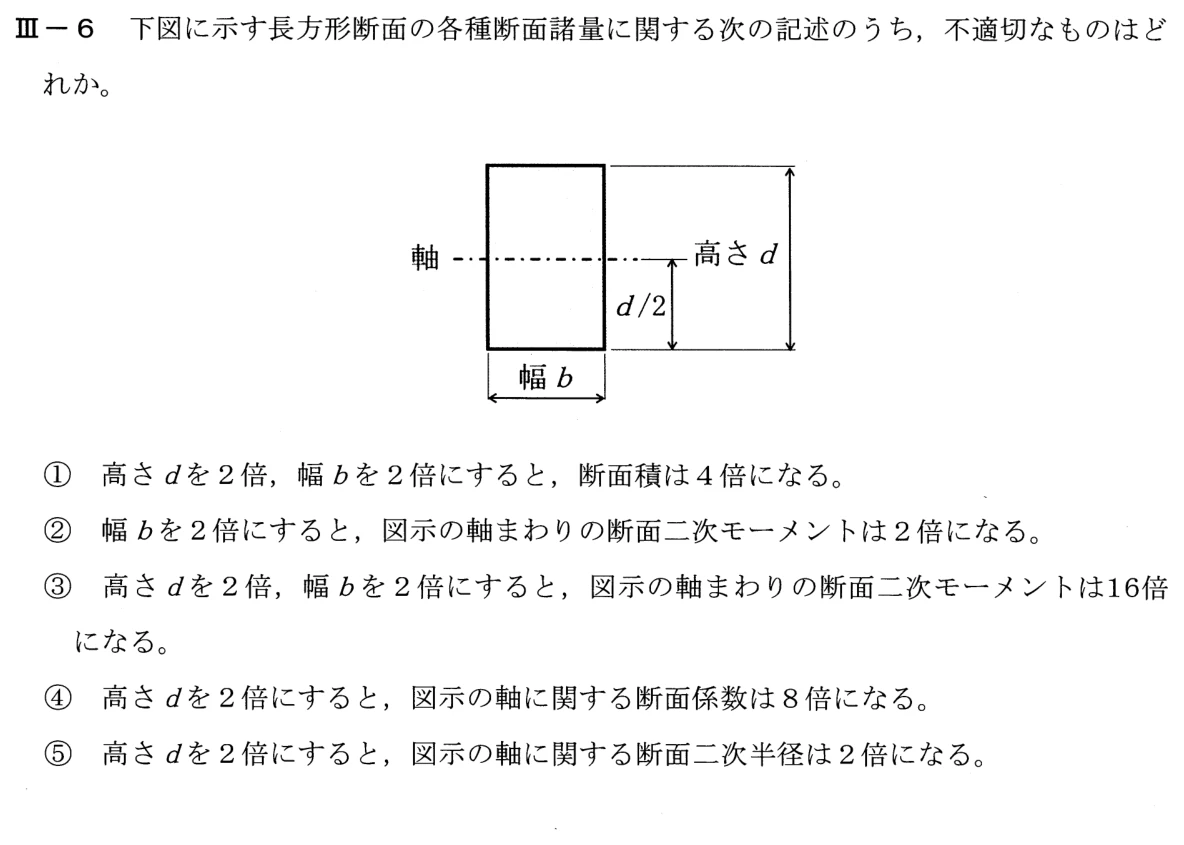 Ⅲ－６　下図に示す長方形断面の各種断面諸量に関する次の記述のうち，不適切なものはど
れか。
軸
高さ d
d/2
幅 b
①　高さ d を２倍，幅 b を２倍にすると，断面積は４倍になる。
②　幅 b を２倍にすると，図示の軸まわりの断面二次モーメントは２倍になる。
③　高さ d を２倍，幅 b を２倍にすると，図示の軸まわりの断面二次モーメントは16倍
になる。
④　高さ d を２倍にすると，図示の軸に関する断面係数は８倍になる。
⑤　高さ d を２倍にすると，図示の軸に関する断面二次半径は２倍になる。